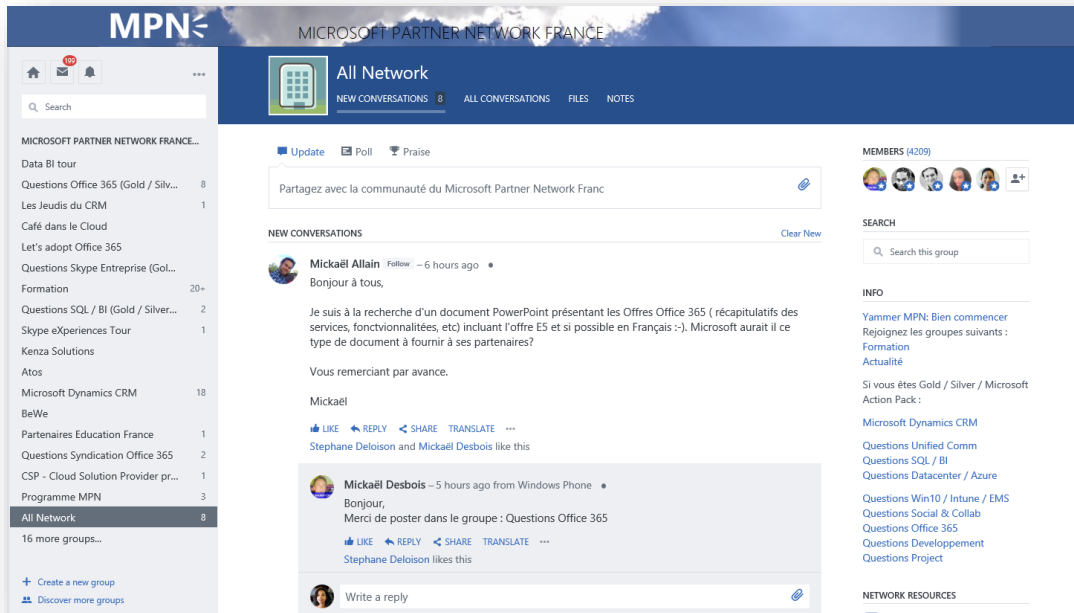 MPN
MICROSOFT PARTNER NETWORK FRANCE
199
Search
MICROSOFT PARTNER NETWORK FRANCE...
Data BI tour
Questions Office 365 (Gold / Silv... 8
Les Jeudis du CRM 1
Café dans le Cloud
Let's adopt Office 365
Questions Skype Entreprise (Gol...
Formation 20+
Questions SQL / BI (Gold / Silver... 2
Skype eXperiences Tour 1
Kenza Solutions
Atos
Microsoft Dynamics CRM 18
BeWe
Partenaires Education France 1
Questions Syndication Office 365 2
CSP - Cloud Solution Provider pr... 1
Programme MPN 3
All Network 8
16 more groups...
+ Create a new group
Discover more groups
All Network
NEW CONVERSATIONS 8 ALL CONVERSATIONS FILES NOTES
Update Poll Praise
Partagez avec la communauté du Microsoft Partner Network Franc
NEW CONVERSATIONS Clear New
Mickaël Allain Follow – 6 hours ago
Bonjour à tous,
Je suis à la recherche d'un document PowerPoint présentant les Offres Office 365 ( récapitulatifs des
services, fonctvionnalitées, etc) incluant l'offre E5 et si possible en Français :-). Microsoft aurait il ce
type de document à fournir à ses partenaires?
Vous remerciant par avance.
Mickaël
LIKE REPLY SHARE TRANSLATE ···
Stephane Deloison and Mickaël Desbois like this
Mickaël Desbois – 5 hours ago from Windows Phone
Bonjour,
Merci de poster dans le groupe : Questions Office 365
LIKE REPLY SHARE TRANSLATE ···
Stephane Deloison likes this
Write a reply
MEMBERS (4209)
SEARCH
Search this group
INFO
Yammer MPN: Bien commencer
Rejoignez les groupes suivants :
Formation
Actualité
Si vous êtes Gold / Silver / Microsoft
Action Pack :
Microsoft Dynamics CRM
Questions Unified Comm
Questions SQL / BI
Questions Datacenter / Azure
Questions Win10 / Intune / EMS
Questions Social & Collab
Questions Office 365
Questions Developpement
Questions Project
NETWORK RESOURCES